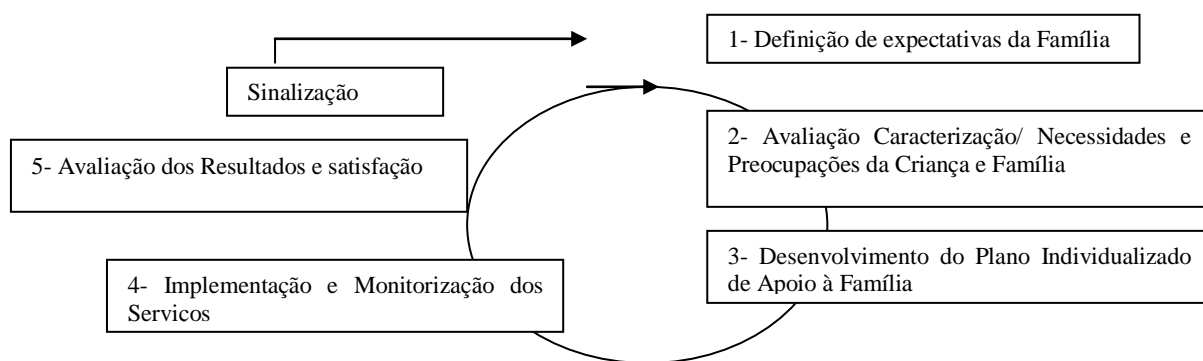 1- Definição de expectativas da Família
Sinalização
2- Avaliação Caracterização/ Necessidades e
Preocupações da Criança e Família
5- Avaliação dos Resultados e satisfação
3- Desenvolvimento do Plano Individualizado
de Apoio à Família
4- Implementação e Monitorização dos
Servicos